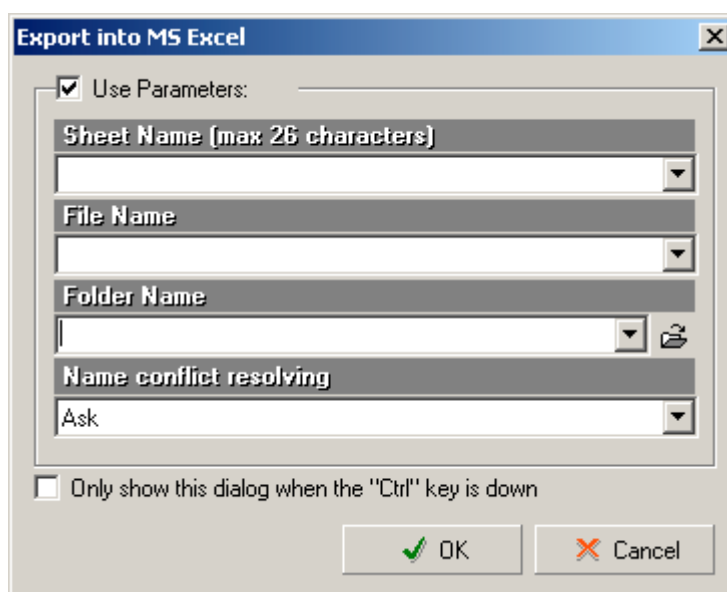 Export into MS Excel
Use Parameters:
Sheet Name (max 26 characters)
File Name
Folder Name
Name conflict resolving
Ask
Only show this dialog when the "Ctrl" key is down
OK
Cancel